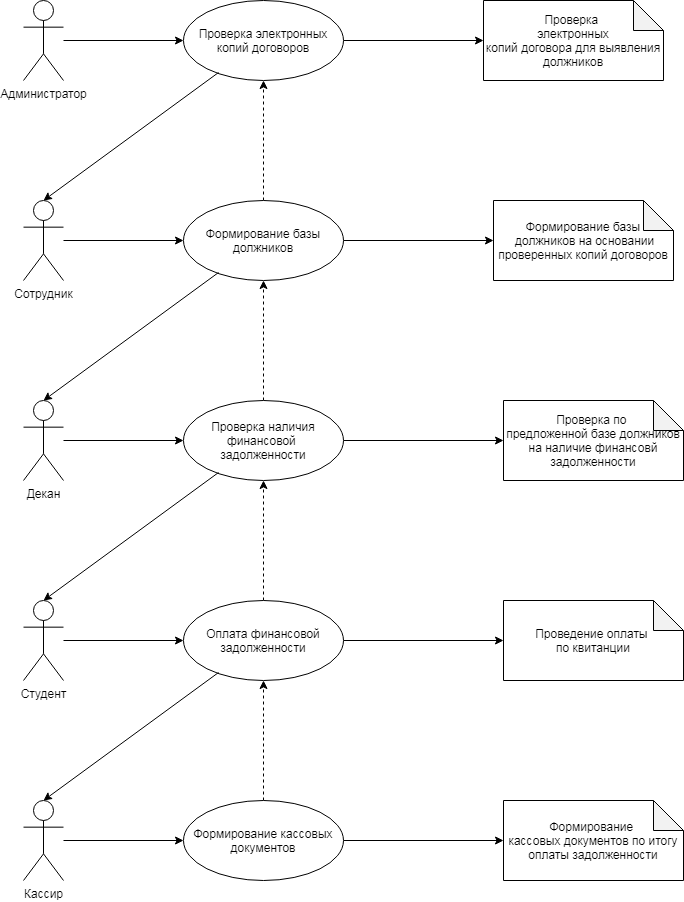 Проверка электронных
копий договоров
Проверка
электронных
копий договора для выявления
должников
Администратор
Формирование базы
должников
Формирование базы
должников на основании
проверенных копий договоров
Сотрудник
Проверка наличия
финансовой
задолженности
Проверка по
предложенной базе должников
на наличие финансовй
задолженности
Декан
Оплата финансовой
задолженности
Проведение оплаты
по квитанции
Студент
Формирование кассовых
документов
Формирование
кассовых документов по итогу
оплаты задолженности
Кассир